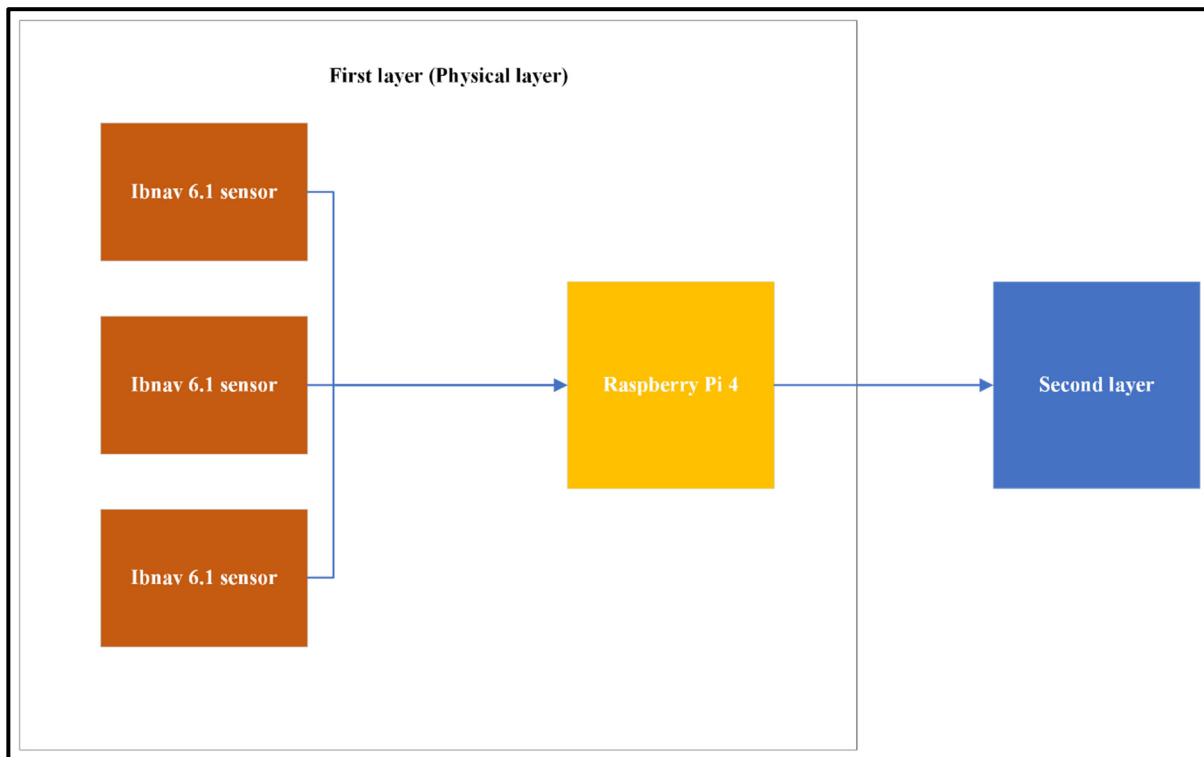 First layer (Physical layer)
Ibnav 6.1 sensor
Ibnav 6.1 sensor
Raspberry Pi 4
Second layer
Ibnav 6.1 sensor